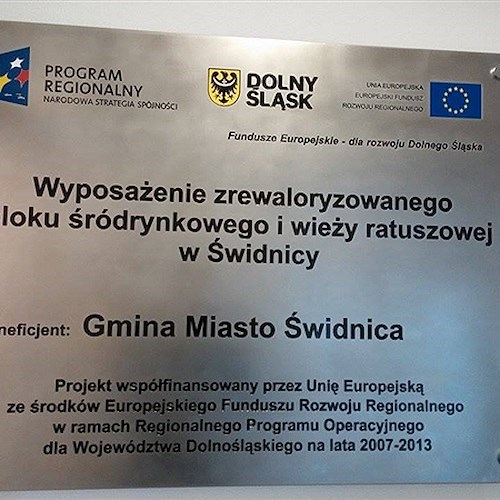 PROGRAM
REGIONALNY
NARODOWA STRATEGIA SPÓJNOŚCI
DOLNY
ŚLĄSK
UNIA EUROPEJSKA
EUROPEJSKI FUNDUSZ
ROZWOJU REGIONALNEGO
Fundusze Europejskie - dla rozwoju Dolnego Śląska
Wyposażenie zrewaloryzowanego
loku śródrynkowego i wieży ratuszowej
w Świdnicy
neficjent: Gmina Miasto Świdnica
Projekt współfinansowany przez Unię Europejską
ze środków Europejskiego Funduszu Rozwoju Regionalnego
w ramach Regionalnego Programu Operacyjnego
dla Województwa Dolnośląskiego na lata 2007-2013